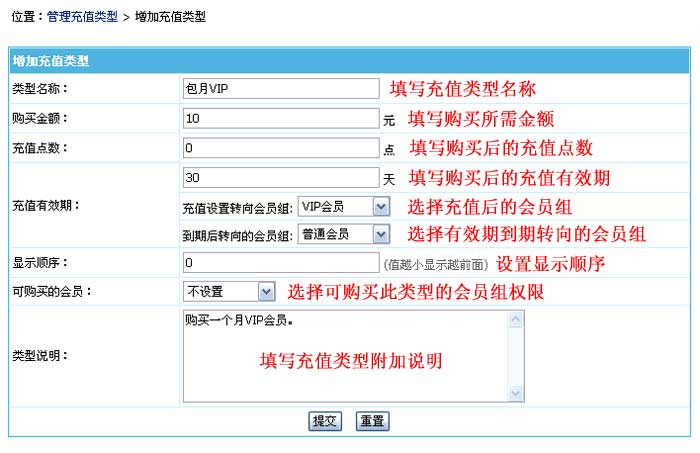 位置：管理充值类型 > 增加充值类型
增加充值类型
类型名称： 包月VIP 填写充值类型名称
购买金额： 10 元 填写购买所需金额
充值点数： 0 点 填写购买后的充值点数
30 天 填写购买后的充值有效期
充值有效期： 充值设置转向会员组: VIP会员 选择充值后的会员组
到期后转向的会员组: 普通会员 选择有效期到期转向的会员组
显示顺序： 0 (值越小显示越前面) 设置显示顺序
可购买的会员： 不设置 选择可购买此类型的会员组权限
购买一个月VIP会员。
类型说明： 填写充值类型附加说明
提交 重置